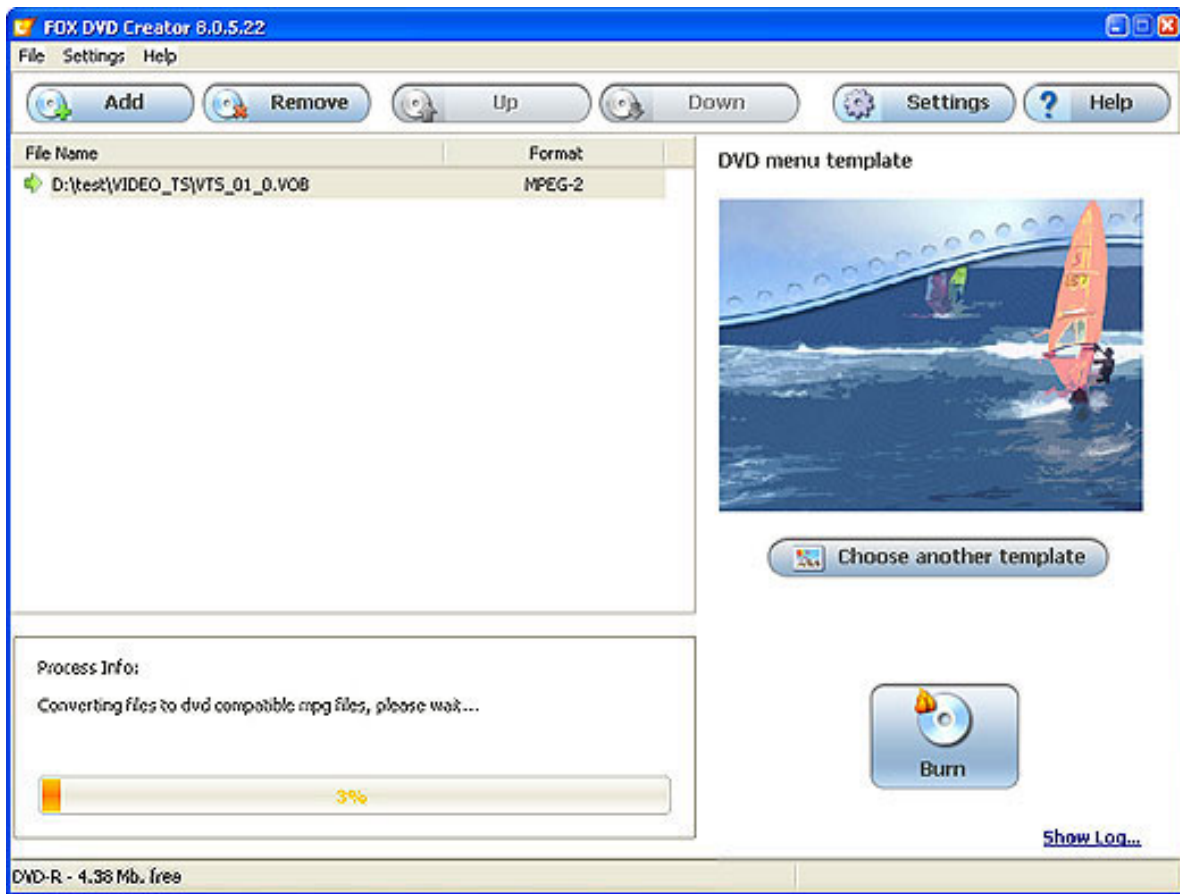 FOX DVD Creator 8.0.5.22
File Settings Help
Add Remove Up Down Settings Help
File Name Format
D:\test\VIDEO_TS\VTS_01_0.VOB MPEG-2
DVD menu template
Choose another template
Process Info:
Converting files to dvd compatible mpg files, please wait...
3%
Burn
Show Log...
DVD-R - 4.38 Mb. free